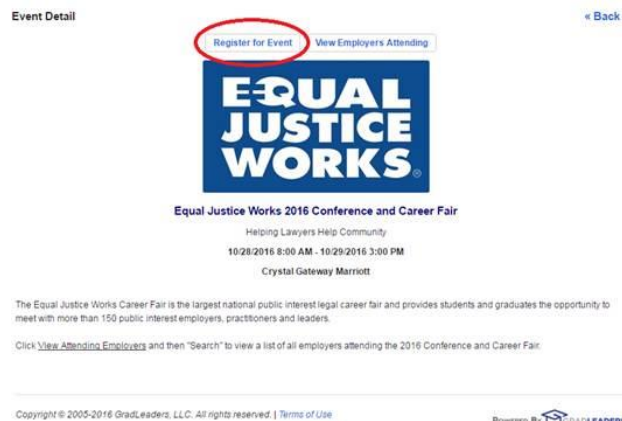 Event Detail
« Back
Register for Event
View Employers Attending
EQUAL
JUSTICE
WORKS®
Equal Justice Works 2016 Conference and Career Fair
Helping Lawyers Help Community
10/28/2016 8:00 AM - 10/29/2016 3:00 PM
Crystal Gateway Marriott
The Equal Justice Works Career Fair is the largest national public interest legal career fair and provides students and graduates the opportunity to
meet with more than 150 public interest employers, practitioners and leaders.
Click View Attending Employers and then "Search" to view a list of all employers attending the 2016 Conference and Career Fair.
Copyright © 2005-2016 GradLeaders, LLC. All rights reserved. | Terms of Use
POWERED BY GRADLEADERS